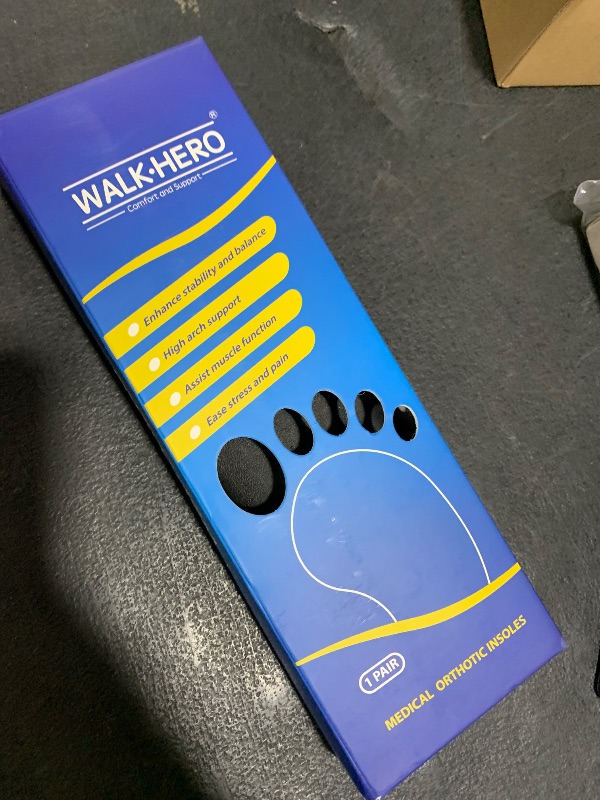 WALK·HERO®
Comfort and Support
Enhance stability and balance
High arch support
Assist muscle function
Ease stress and pain
1 PAIR
MEDICAL ORTHOTIC INSOLES